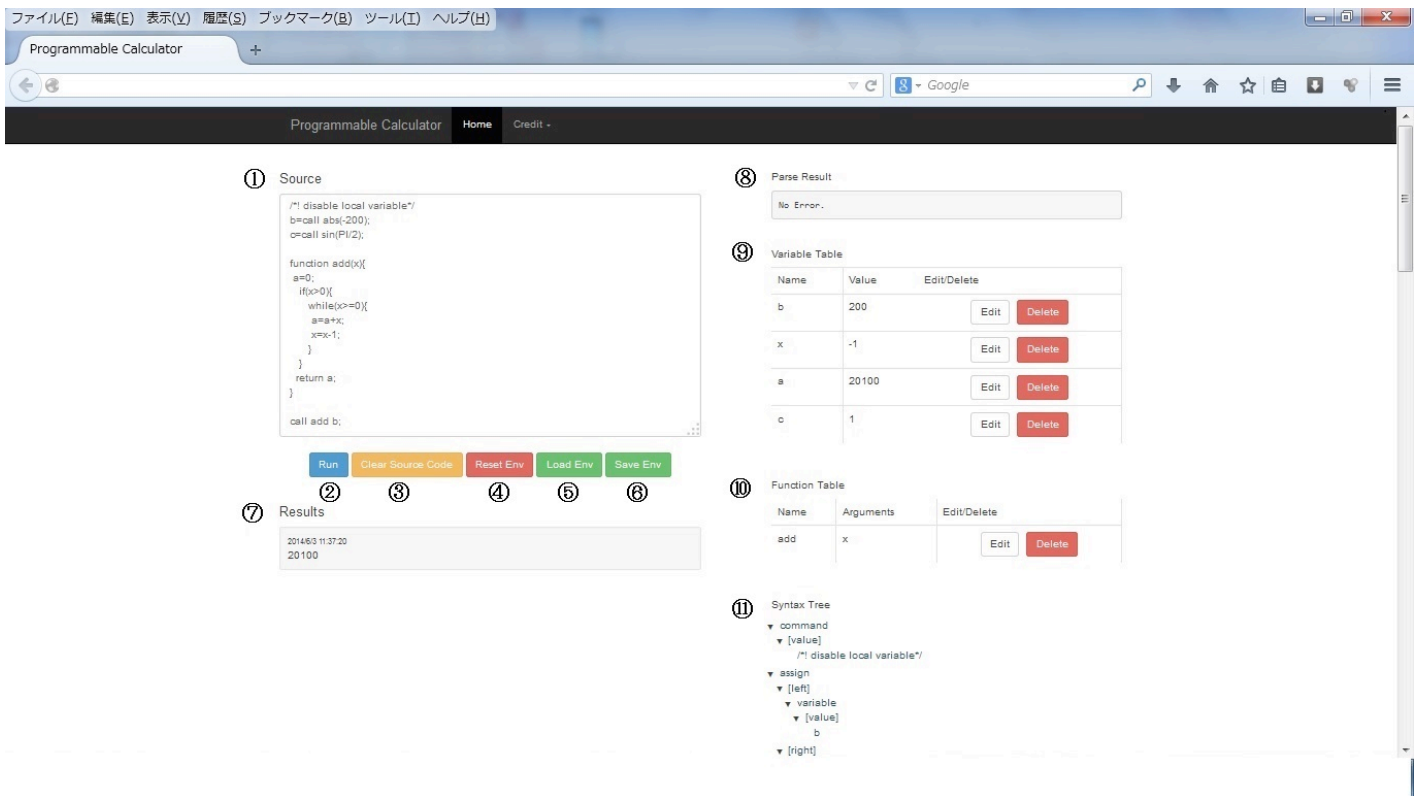 ファイル(F) 編集(E) 表示(V) 履歴(S) ブックマーク(B) ツール(T) ヘルプ(H)
Programmable Calculator
Google
Programmable Calculator Home Credit
① Source
/*! disable local variable*/
b=call abs(-200);
c=call sin(PI/2);
function add(x){
a=0;
if(x>0){
while(x>=0){
a=a+x;
x=x-1;
}
}
return a;
}
call add b;
Run Clear Source Code Reset Env Load Env Save Env
② ③ ④ ⑤ ⑥
⑦ Results
2014/6/3 11:37:20
20100
⑧ Parse Result
No Error.
⑨ Variable Table
Name Value Edit/Delete
b 200 Edit Delete
x -1 Edit Delete
a 20100 Edit Delete
c 1 Edit Delete
⑩ Function Table
Name Arguments Edit/Delete
add x Edit Delete
⑪ Syntax Tree
command
[value]
/*! disable local variable*/
assign
[left]
variable
[value]
b
[right]